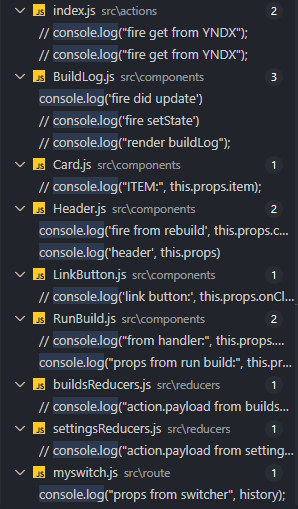 JS index.js src\actions 2
// console.log("fire get from YNDX");
// console.log("fire get from YNDX");
JS BuildLog.js src\components 3
console.log('fire did update')
// console.log('fire setState')
// console.log("render buildLog");
JS Card.js src\components 1
// console.log("ITEM:", this.props.item);
JS Header.js src\components 2
console.log('fire from rebuild', this.props.c...
console.log('header', this.props)
JS LinkButton.js src\components 1
// console.log('link button:', this.props.onCl...
JS RunBuild.js src\components 2
// console.log("from handler:", this.props....
console.log("props from run build:", this.pr...
JS buildsReducers.js src\reducers 1
// console.log("action.payload from builds...
JS settingsReducers.js src\reducers 1
// console.log("action.payload from setting...
JS myswitch.js src\route 1
console.log("props from switcher", history);